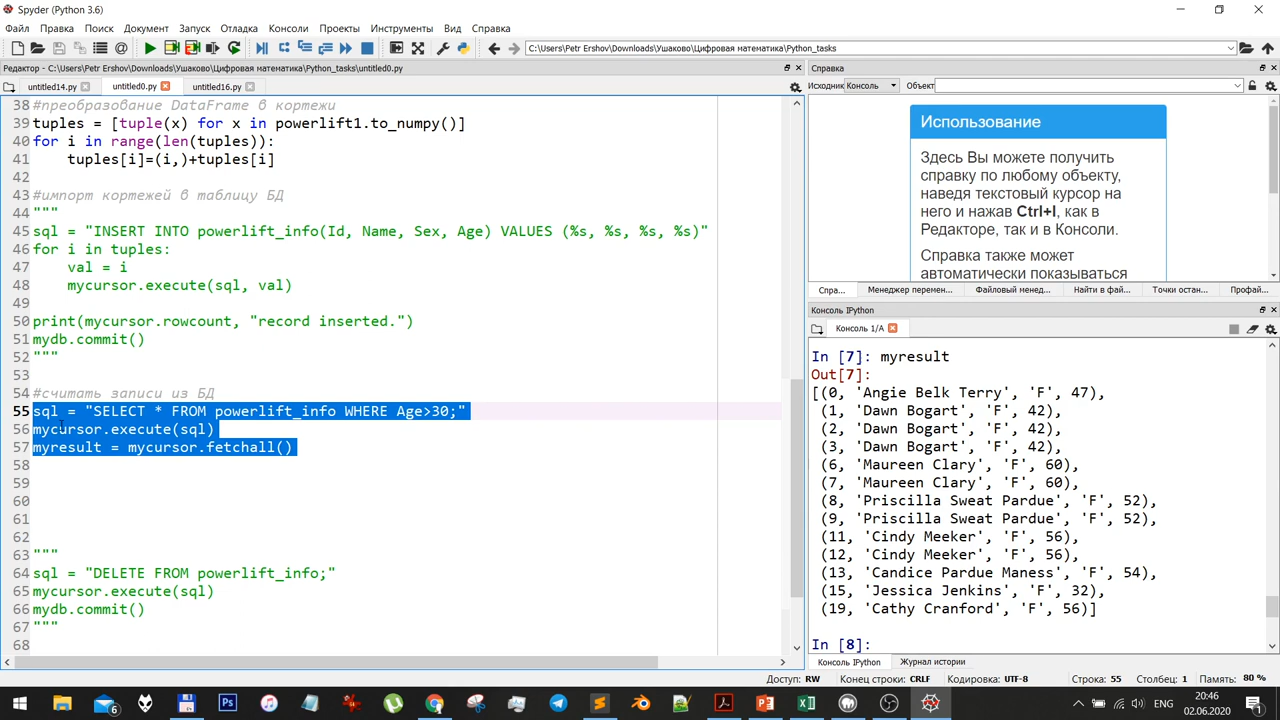 Spyder (Python 3.6)
Файл Правка Поиск Документ Запуск Отладка Консоли Проекты Инструменты Вид Справка
C:\Users\Petr Ershov\Downloads\Ушаково\Цифровая математика\Python_tasks
Редактор - C:\Users\Petr Ershov\Downloads\Ушаково\Цифровая математика\Python_tasks\untitled0.py
untitled14.py untitled0.py untitled16.py
38 #преобразование DataFrame в кортежи
39 tuples = [tuple(x) for x in powerlift1.to_numpy()]
40 for i in range(len(tuples)):
41 tuples[i]=(i,)+tuples[i]
42
43 #импорт кортежей в таблицу БД
44 """
45 sql = "INSERT INTO powerlift_info(Id, Name, Sex, Age) VALUES (%s, %s, %s, %s)"
46 for i in tuples:
47 val = i
48 mycursor.execute(sql, val)
49
50 print(mycursor.rowcount, "record inserted.")
51 mydb.commit()
52 """
53
54 #считать записи из БД
55 sql = "SELECT * FROM powerlift_info WHERE Age>30;"
56 mycursor.execute(sql)
57 myresult = mycursor.fetchall()
58
59
60
61
62
63 """
64 sql = "DELETE FROM powerlift_info;"
65 mycursor.execute(sql)
66 mydb.commit()
67 """
68
Справка
Исходник Консоль Объект
Использование
Здесь Вы можете получить
справку по любому объекту,
наведя текстовый курсор на
него и нажав Ctrl+I, как в
Редакторе, так и в Консоли.
Справка также может
автоматически показываться
Спра... Менеджер перемен... Файловый менед... Найти в фай... Точки остан... Профай...
Консоль IPython
Консоль 1/A
In [7]: myresult
Out[7]:
[(0, 'Angie Belk Terry', 'F', 47),
(1, 'Dawn Bogart', 'F', 42),
(2, 'Dawn Bogart', 'F', 42),
(3, 'Dawn Bogart', 'F', 42),
(6, 'Maureen Clary', 'F', 60),
(7, 'Maureen Clary', 'F', 60),
(8, 'Priscilla Sweat Pardue', 'F', 52),
(9, 'Priscilla Sweat Pardue', 'F', 52),
(11, 'Cindy Meeker', 'F', 56),
(12, 'Cindy Meeker', 'F', 56),
(13, 'Candice Pardue Maness', 'F', 54),
(15, 'Jessica Jenkins', 'F', 32),
(19, 'Cathy Cranford', 'F', 56)]
In [8]:
Консоль IPython Журнал истории
Доступ: RW Конец строки: CRLF Кодировка: UTF-8 Строка: 55 Столбец: 1 Память: 80 %
6
ENG
20:46
02.06.2020
1